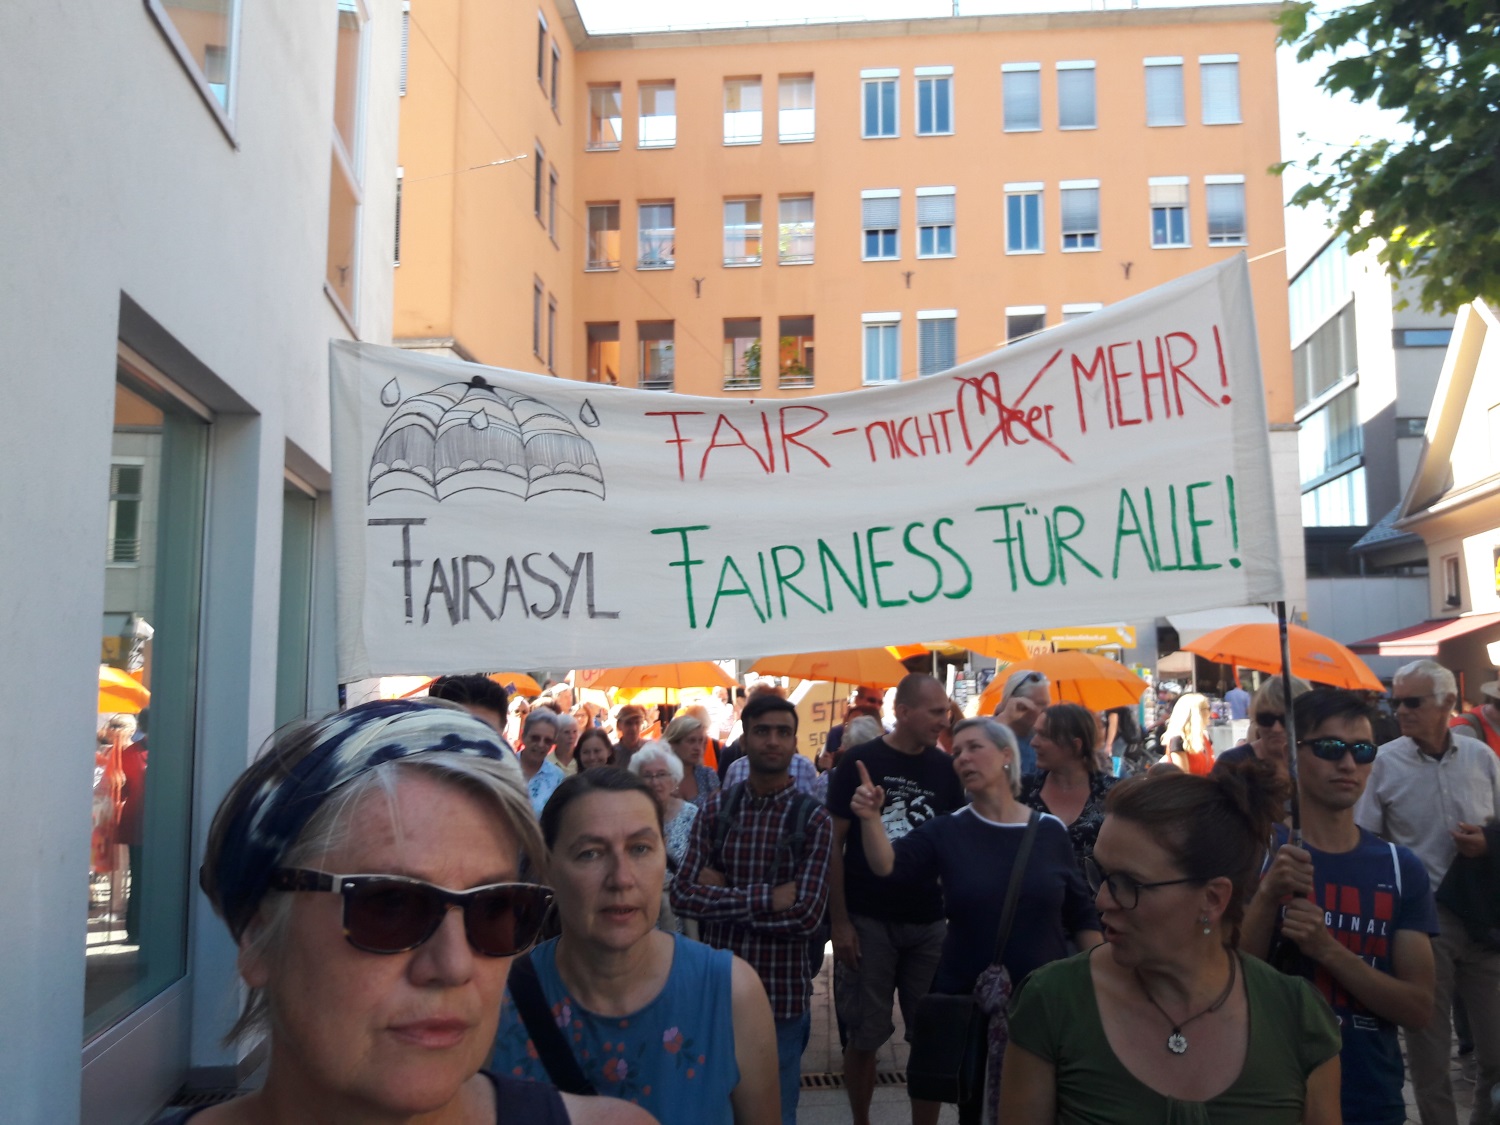 FAIR-NICHT Meer MEHR!
FAIRASYL FAIRNESS FÜR ALLE!